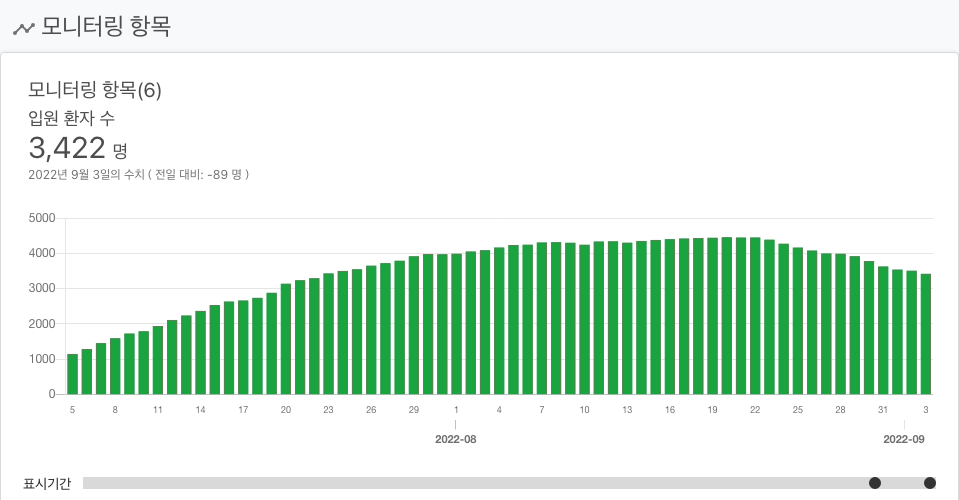 모니터링 항목
모니터링 항목(6)
입원 환자 수
3,422 명
2022년 9월 3일의 수치 ( 전일 대비: -89 명 )
5000
4000
3000
2000
1000
0
5 8 11 14 17 20 23 26 29 1 4 7 10 13 16 19 22 25 28 31 3
2022-08 2022-09
표시기간